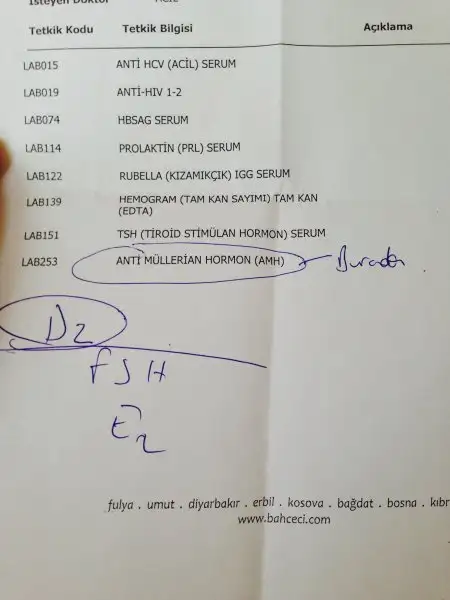 İsteyen Doktor
Tetkik Kodu Tetkik Bilgisi Açıklama
LAB015 ANTİ HCV (ACİL) SERUM
LAB019 ANTİ-HIV 1-2
LAB074 HBSAG SERUM
LAB114 PROLAKTİN (PRL) SERUM
LAB122 RUBELLA (KIZAMIKÇIK) IGG SERUM
LAB139 HEMOGRAM (TAM KAN SAYIMI) TAM KAN
(EDTA)
LAB151 TSH (TİROİD STİMÜLAN HORMON) SERUM
LAB253 ANTİ MÜLLERİAN HORMON (AMH)
FSH
E2
fulya . umut . diyarbakır . erbil . kosova . bağdat . bosna . kıbr
www.bahceci.com